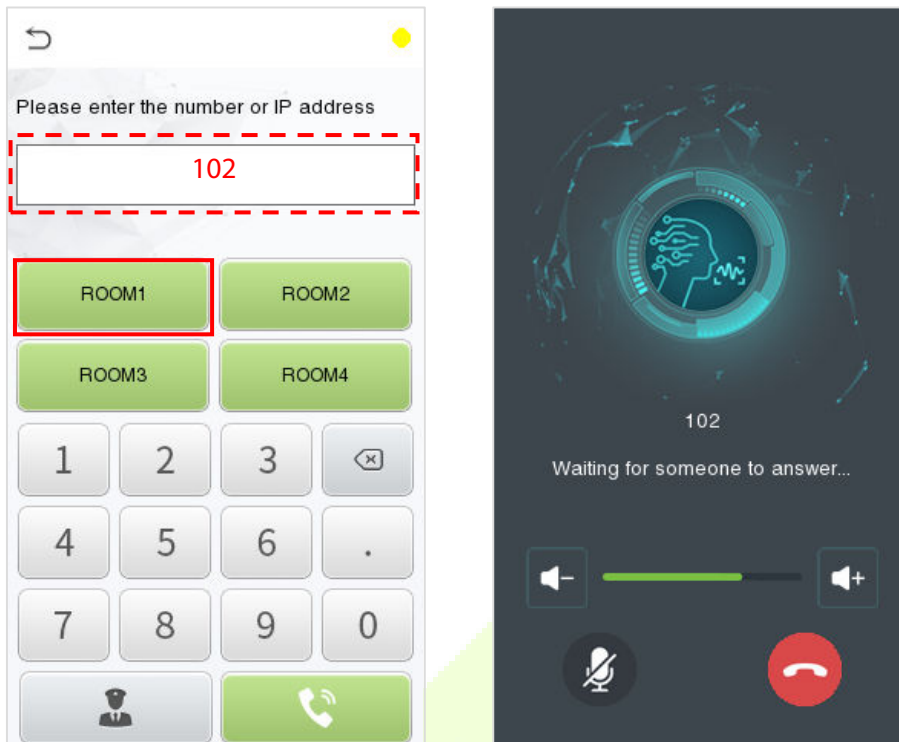 Please enter the number or IP address
102
ROOM1 ROOM2
ROOM3 ROOM4
1 2 3
4 5 6 .
7 8 9 0
102
Waiting for someone to answer...